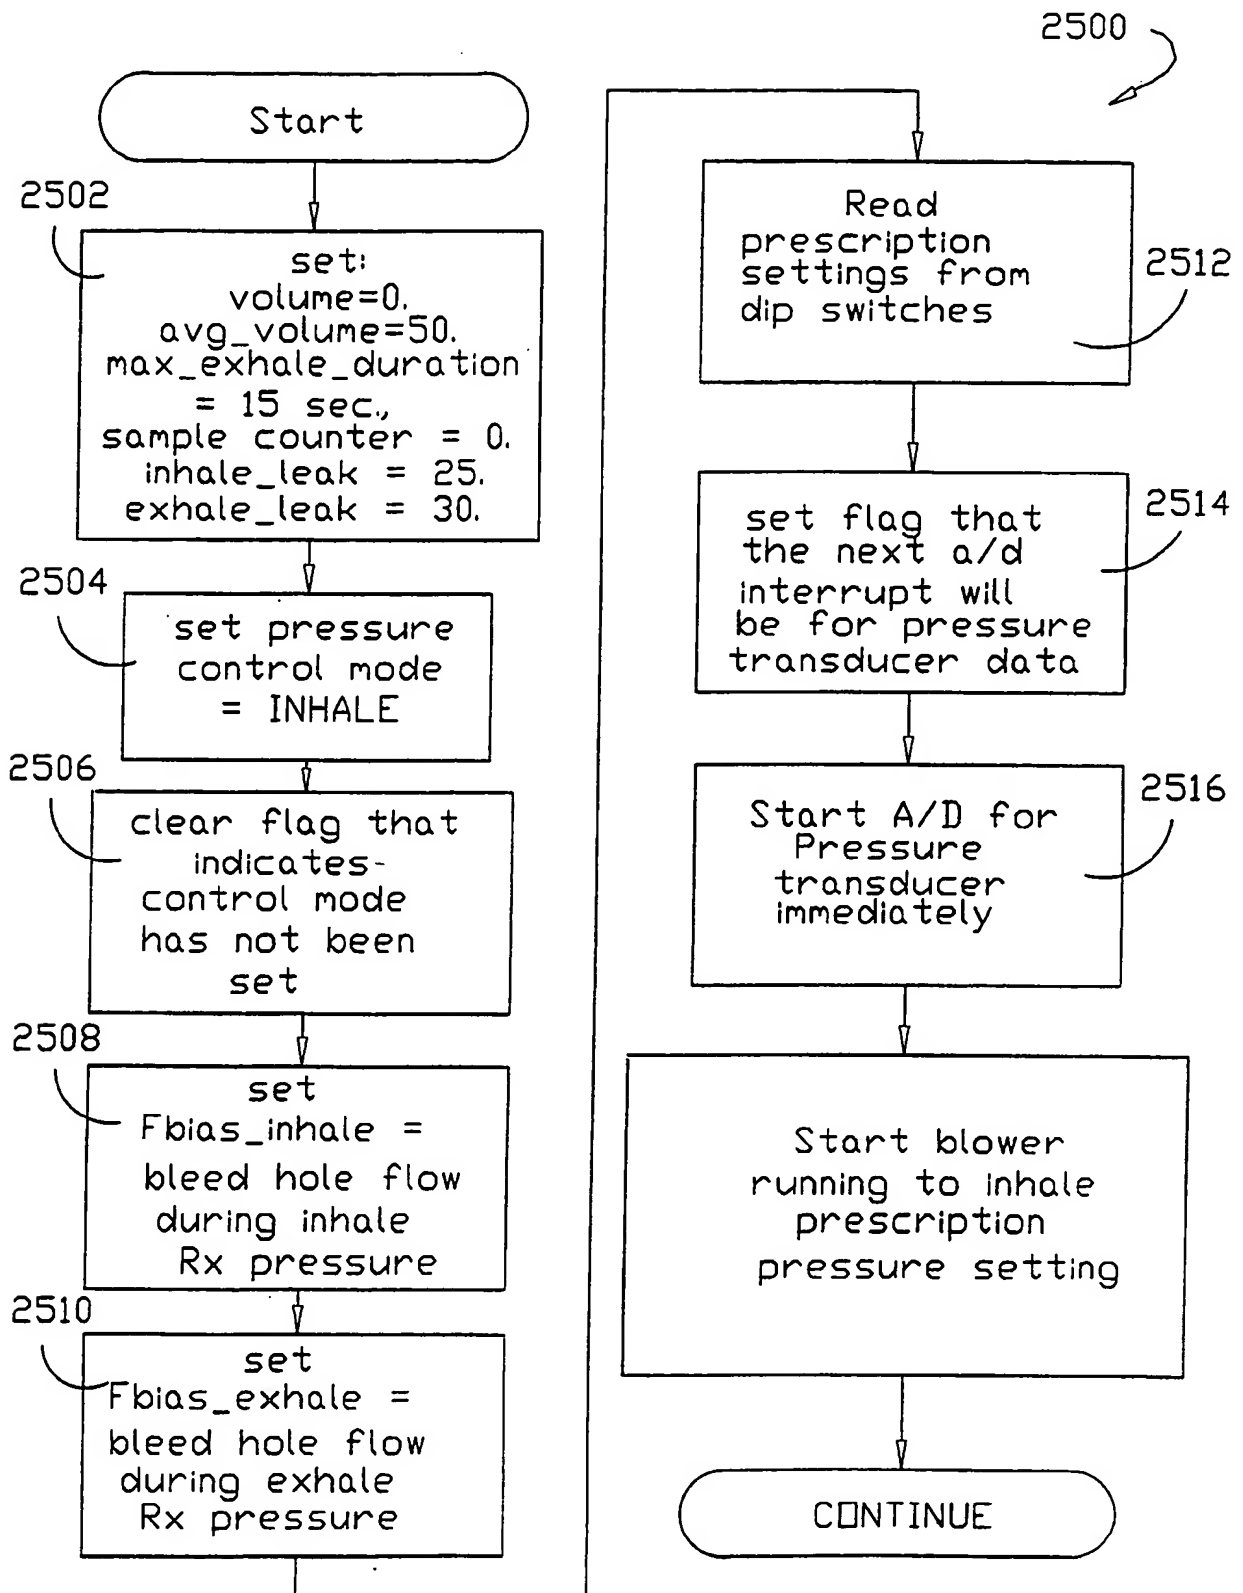 2500
Start
2502
set:
volume=0.
avg_volume=50.
max_exhale_duration
= 15 sec.,
sample counter = 0.
inhale_leak = 25.
exhale_leak = 30.
2504
set pressure
control mode
= INHALE
2506
clear flag that
indicates-
control mode
has not been
set
2508
set
Fbias_inhale =
bleed hole flow
during inhale
Rx pressure
2510
set
Fbias_exhale =
bleed hole flow
during exhale
Rx pressure
Read
prescription
settings from
dip switches
2512
set flag that
the next a/d
interrupt will
be for pressure
transducer data
2514
Start A/D for
Pressure
transducer
immediately
2516
Start blower
running to inhale
prescription
pressure setting
CONTINUE